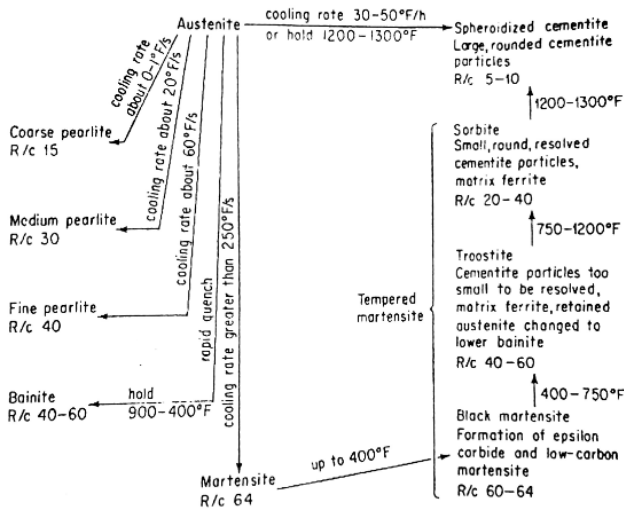 Austenite
cooling rate 30-50°F/h
or hold 1200-1300°F
Spheroidized cementite
Large, rounded cementite
particles
R/c 5-10
1200-1300°F
cooling rate
about 0-1°F/s
Coarse pearlite
R/c 15
cooling rate about 20°F/s
Medium pearlite
R/c 30
cooling rate about 60°F/s
Fine pearlite
R/c 40
rapid quench
Bainite
R/c 40-60
hold
900-400°F
cooling rate greater than 250°F/s
Martensite
R/c 64
up to 400°F
Tempered
martensite
Sorbite
Small, round, resolved
cementite particles,
matrix ferrite
R/c 20-40
750-1200°F
Troostite
Cementite particles too
small to be resolved,
matrix ferrite, retained
austenite changed to
lower bainite
R/c 40-60
400-750°F
Black martensite
Formation of epsilon
carbide and low-carbon
martensite
R/c 60-64